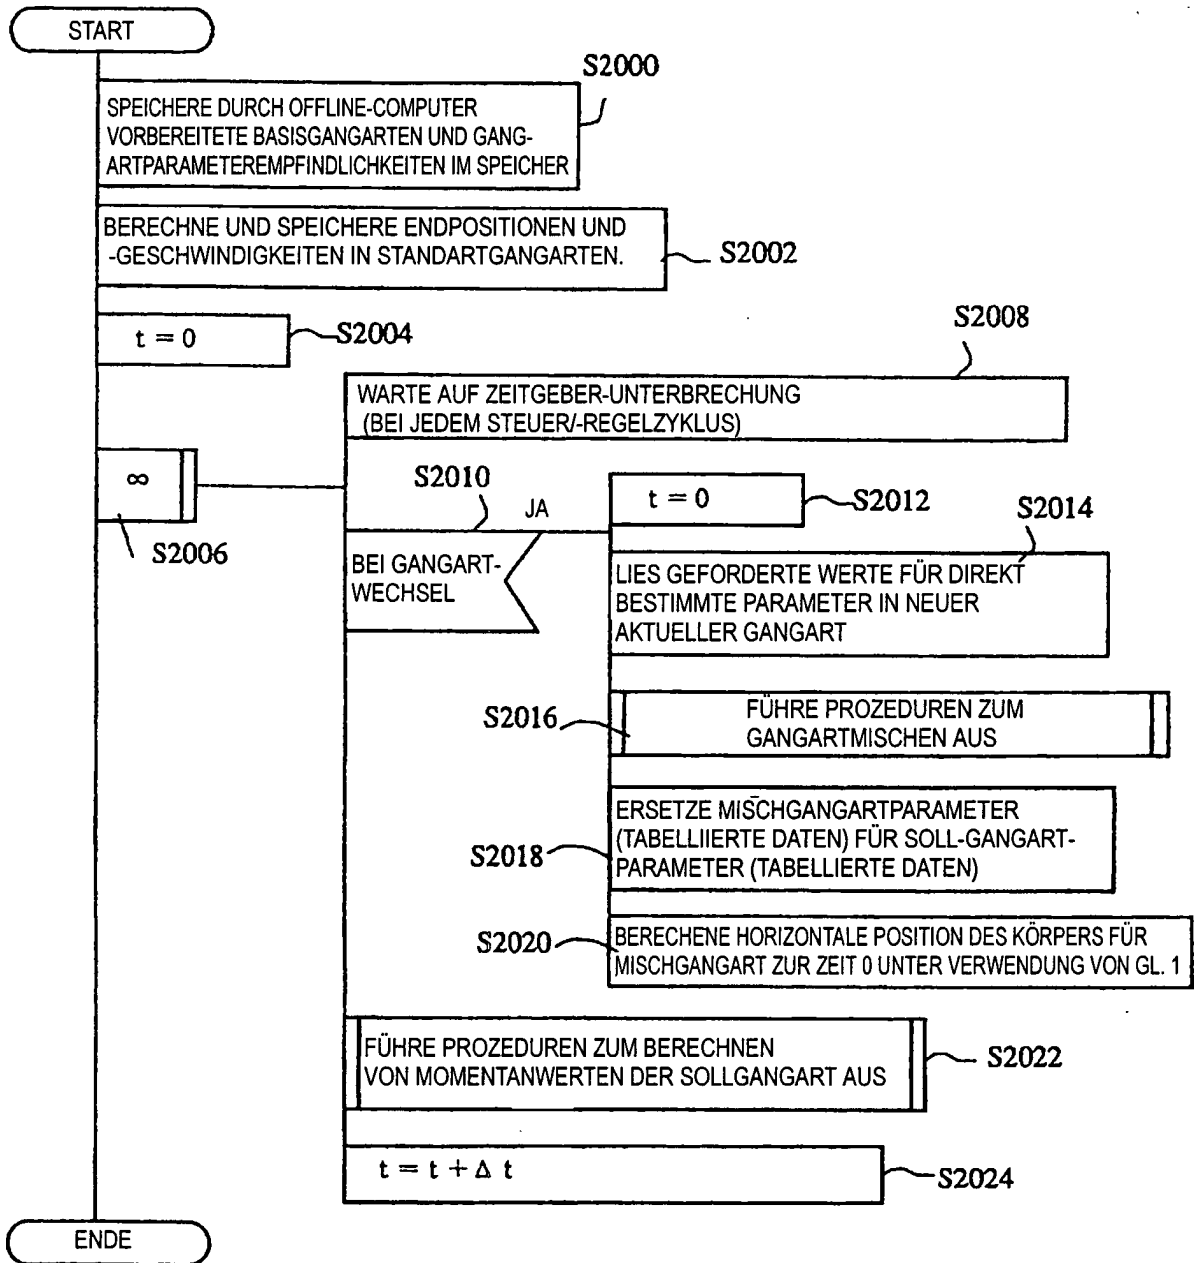 START
S2000
SPEICHERE DURCH OFFLINE-COMPUTER
VORBEREITETE BASISGANGARTEN UND GANG-
ARTPARAMETEREMPFINDLICHKEITEN IM SPEICHER
BERECHNE UND SPEICHERE ENDPOSITIONEN UND
-GESCHWINDIGKEITEN IN STANDARTGANGARTEN.
S2002
t = 0
S2004
S2008
WARTE AUF ZEITGEBER-UNTERBRECHUNG
(BEI JEDEM STEUER/-REGELZYKLUS)
∞
S2006
S2010
JA
BEI GANGART-
WECHSEL
t = 0
S2012
S2014
LIES GEFORDERTE WERTE FÜR DIREKT
BESTIMMTE PARAMETER IN NEUER
AKTUELLER GANGART
S2016
FÜHRE PROZEDUREN ZUM
GANGARTMISCHEN AUS
S2018
ERSETZE MISCHGANGARTPARAMETER
(TABELLIIERTE DATEN) FÜR SOLL-GANGART-
PARAMETER (TABELLIERTE DATEN)
S2020
BERECHENE HORIZONTALE POSITION DES KÖRPERS FÜR
MISCHGANGART ZUR ZEIT 0 UNTER VERWENDUNG VON GL. 1
FÜHRE PROZEDUREN ZUM BERECHNEN
VON MOMENTANWERTEN DER SOLLGANGART AUS
S2022
t = t + Δ t
S2024
ENDE